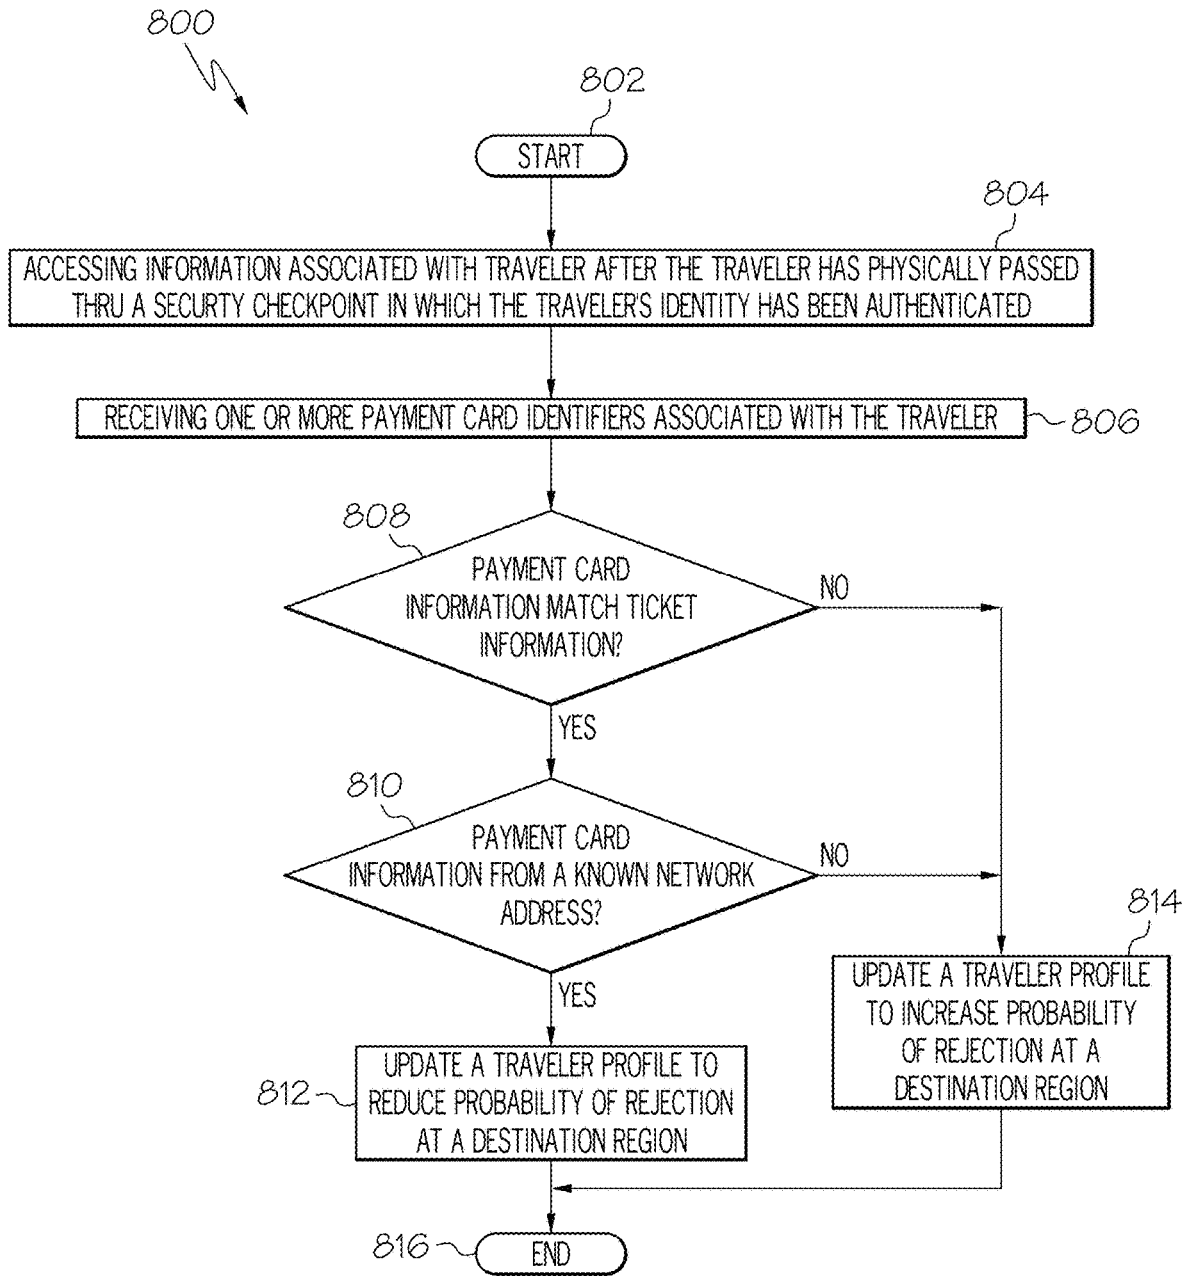 800
802
START
804
ACCESSING INFORMATION ASSOCIATED WITH TRAVELER AFTER THE TRAVELER HAS PHYSICALLY PASSED
THRU A SECURTY CHECKPOINT IN WHICH THE TRAVELER'S IDENTITY HAS BEEN AUTHENTICATED
RECEIVING ONE OR MORE PAYMENT CARD IDENTIFIERS ASSOCIATED WITH THE TRAVELER
806
808
PAYMENT CARD
INFORMATION MATCH TICKET
INFORMATION?
NO
YES
810
PAYMENT CARD
INFORMATION FROM A KNOWN NETWORK
ADDRESS?
NO
YES
814
UPDATE A TRAVELER PROFILE
TO INCREASE PROBABILITY
OF REJECTION AT A
DESTINATION REGION
812
UPDATE A TRAVELER PROFILE TO
REDUCE PROBABILITY OF REJECTION
AT A DESTINATION REGION
816
END